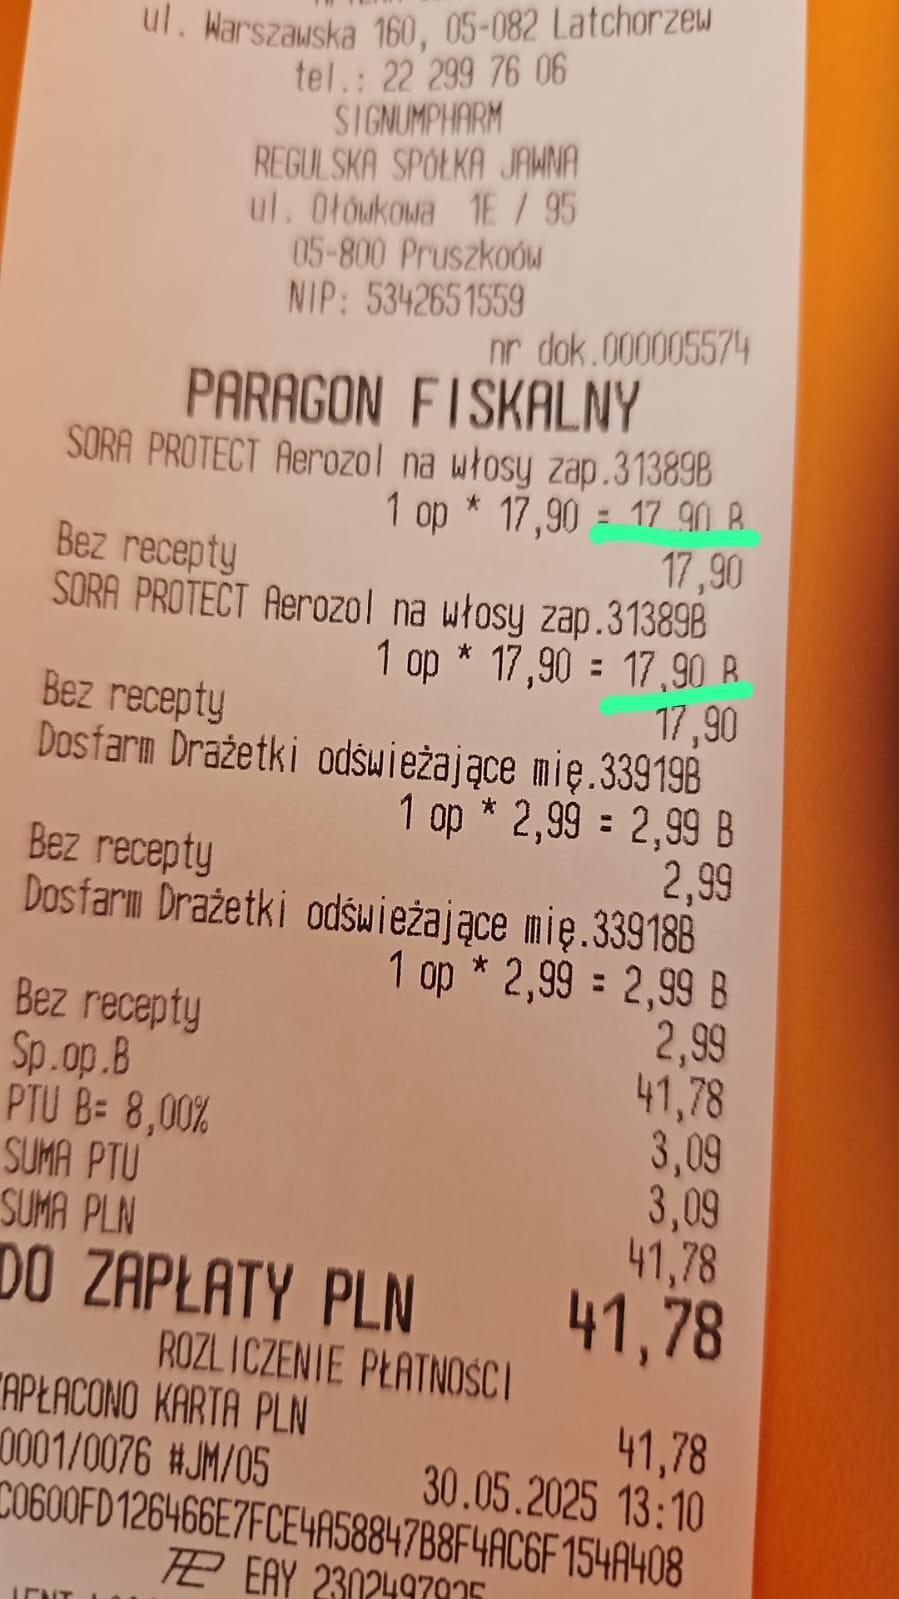 ul. Warszawska 160, 05-082 Latchorzew
tel.: 22 299 76 06
SIGNUMPHARM
REGULSKA SPÓŁKA JAWNA
ul. Ołówkowa 1E / 95
05-800 Pruszkoów
NIP: 5342651559
nr dok.000005574
PARAGON FISKALNY
SORA PROTECT Aerozol na włosy zap.31389B
1 op * 17,90 = 17,90 B
Bez recepty 17,90
SORA PROTECT Aerozol na włosy zap.31389B
1 op * 17,90 = 17,90 B
Bez recepty 17,90
Dosfarm Drażetki odświeżające mię.33919B
1 op * 2,99 = 2,99 B
Bez recepty 2,99
Dosfarm Drażetki odświeżające mię.33918B
1 op * 2,99 = 2,99 B
Bez recepty 2,99
Sp.op.B 41,78
PTU B= 8,00% 3,09
SUMA PTU 3,09
SUMA PLN 41,78
DO ZAPŁATY PLN 41,78
ROZLICZENIE PŁATNOŚCI
ZAPŁACONO KARTA PLN 41,78
0001/0076 #JM/05 30.05.2025 13:10
C0600FD126466E7FCE4A58847B8F4AC6F154A408
EAY 2302497925